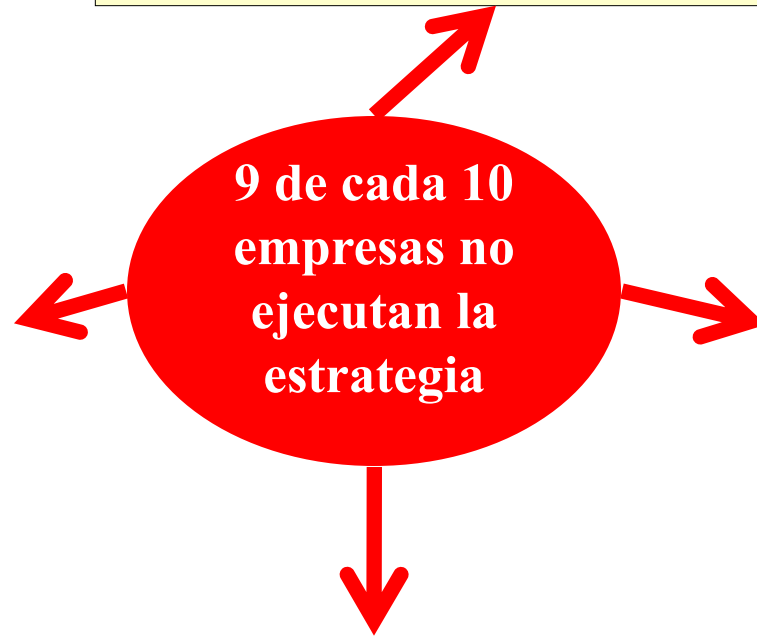 9 de cada 10
empresas no
ejecutan la
estrategia